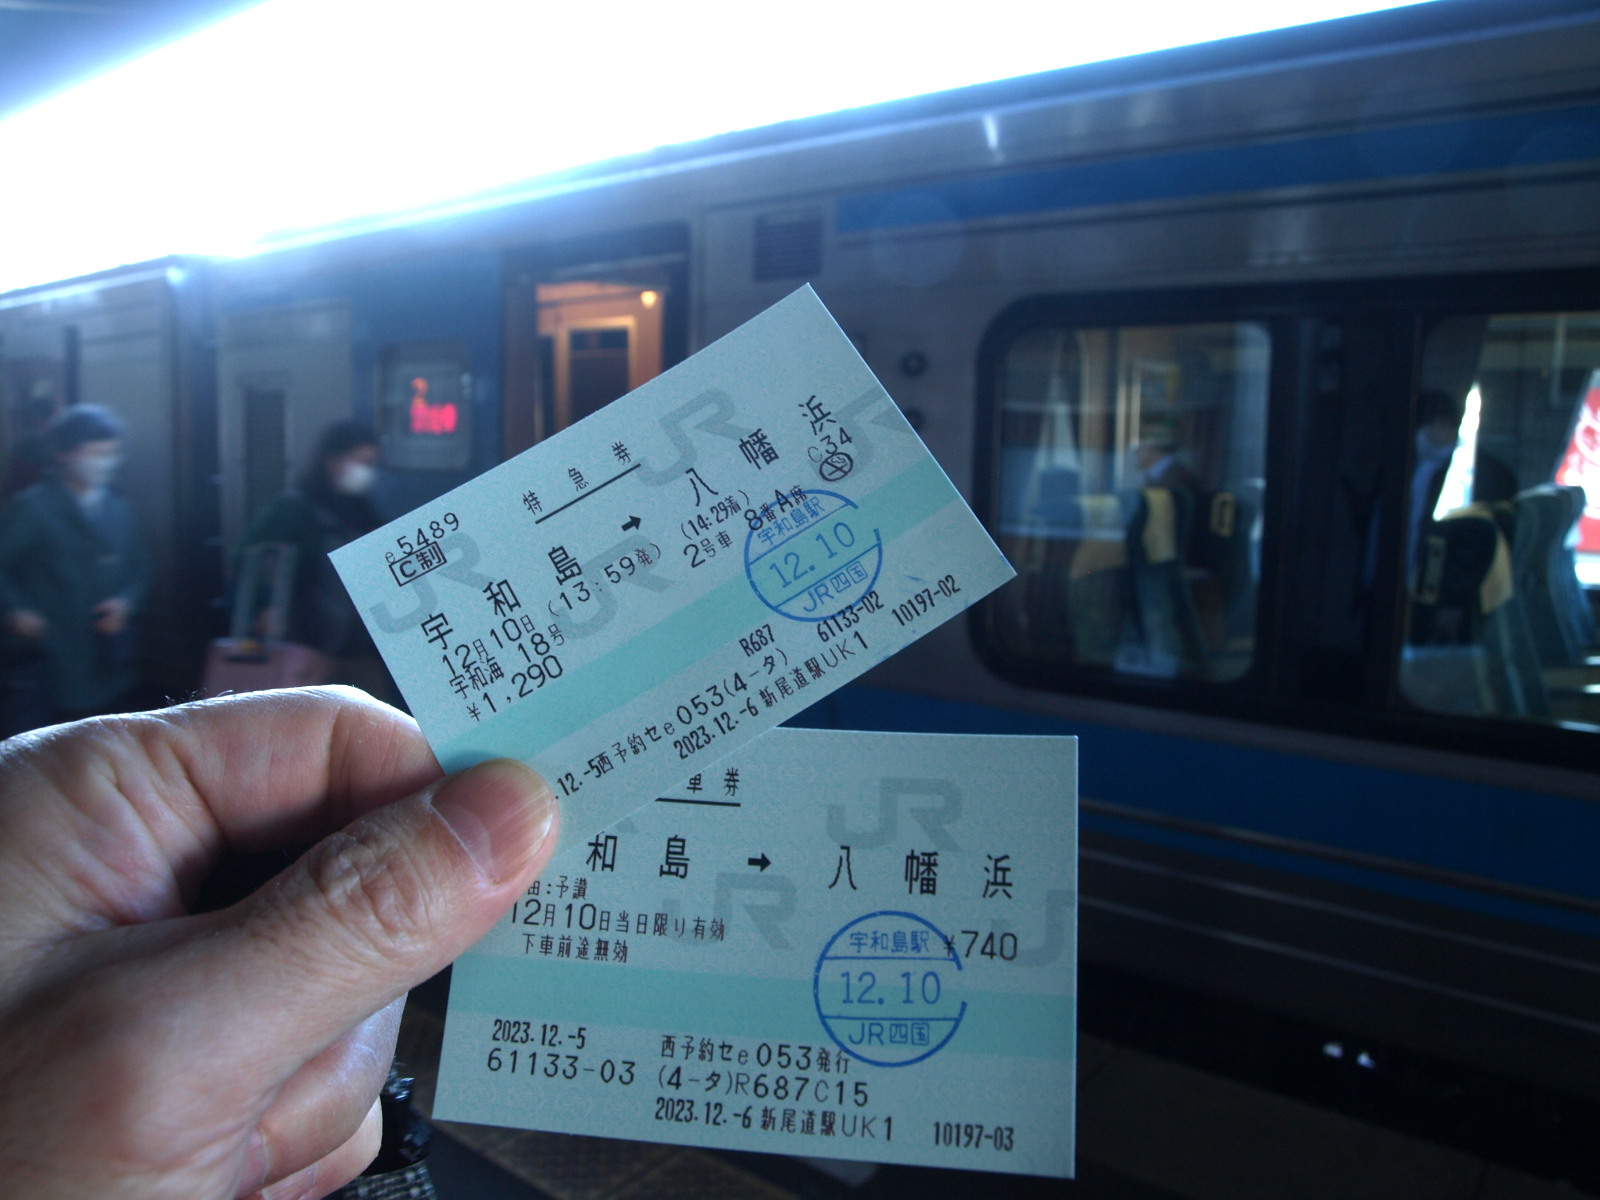 特急券
e5489
C制
宇和島 → 八幡浜
12月10日(13:59発) (14:29着) C34
宇和海 18号 2号車 8番A席
¥1,290
宇和島駅
12.10
JR四国
R687 61133-02
.12.-5西予約セe053(4-タ)
2023.12.-6 新尾道駅UK1 10197-02
車券
和島 → 八幡浜
由:予讃
12月10日当日限り有効 ¥740
下車前途無効
宇和島駅
12.10
JR四国
2023.12.-5 西予約セe053発行
61133-03 (4-タ)R687C15
2023.12.-6 新尾道駅UK1 10197-03
JR
JR
JR
JR
JR
JR